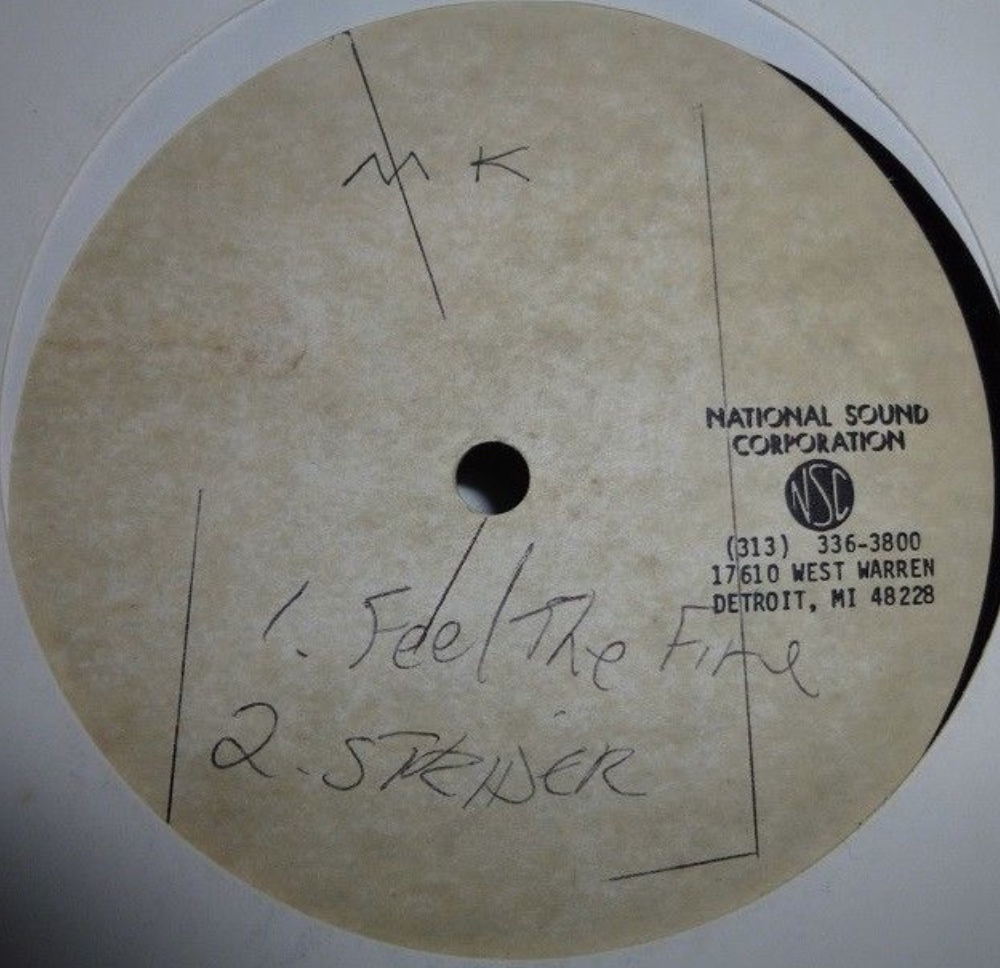 MK
NATIONAL SOUND
CORPORATION
NSC
(313) 336-3800
17610 WEST WARREN
DETROIT, MI 48228
1. Feel The Fire
2.